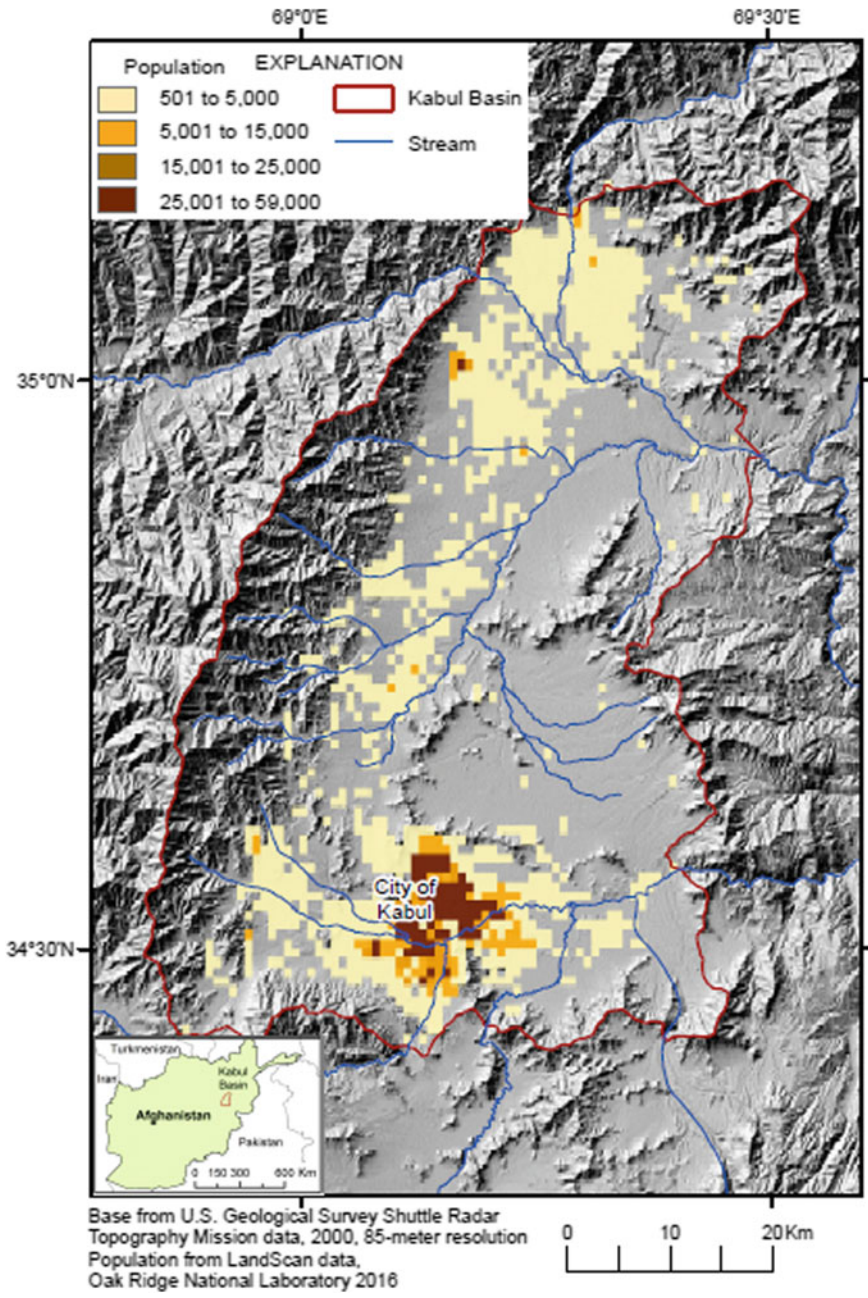 69°0'E
69°30'E
Population
EXPLANATION
501 to 5,000
Kabul Basin
5,001 to 15,000
Stream
15,001 to 25,000
25,001 to 59,000
35°0'N
City of
Kabul
34°30'N
Turkmenistan
Iran
Kabul
Basin
Afghanistan
Pakistan
0 150 300 600 Km
Base from U.S. Geological Survey Shuttle Radar
Topography Mission data, 2000, 85-meter resolution
Population from LandScan data,
Oak Ridge National Laboratory 2016
0 10 20 Km